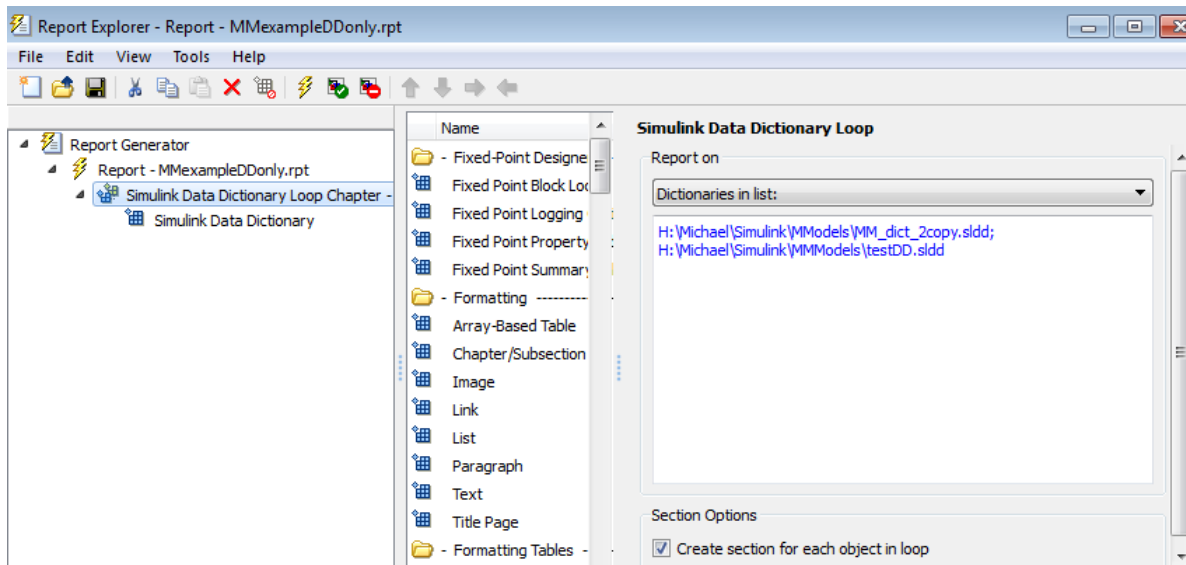 Report Explorer - Report - MMexampleDDonly.rpt
File Edit View Tools Help
Report Generator
Report - MMexampleDDonly.rpt
Simulink Data Dictionary Loop Chapter -
Simulink Data Dictionary
Name
- Fixed-Point Designe
Fixed Point Block Loo
Fixed Point Logging
Fixed Point Property
Fixed Point Summary
- Formatting ----------
Array-Based Table
Chapter/Subsection
Image
Link
List
Paragraph
Text
Title Page
- Formatting Tables -
Simulink Data Dictionary Loop
Report on
Dictionaries in list:
H:\Michael\Simulink\MModels\MM_dict_2copy.sldd;
H:\Michael\Simulink\MMModels\testDD.sldd
Section Options
Create section for each object in loop